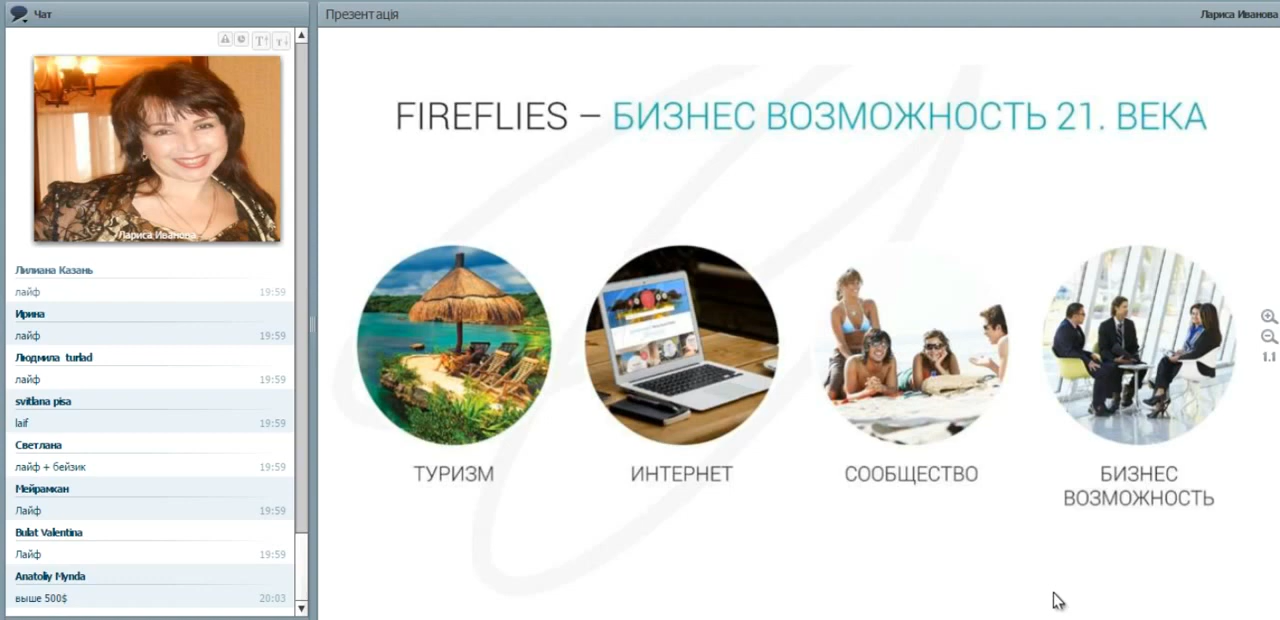 Чат
Презентація
Лариса Иванова
T↑ T↓
Лариса Иванова
Лилиана Казань
лайф 19:59
Ирина
лайф 19:59
Людмила turlad
лайф 19:59
svitlana pisa
laif 19:59
Светлана
лайф + бейзик 19:59
Мейрамкан
Лайф 19:59
Bulat Valentina
Лайф 19:59
Anatoliy Mynda
выше 500$ 20:03
FIREFLIES – БИЗНЕС ВОЗМОЖНОСТЬ 21. ВЕКА
ТУРИЗМ
ИНТЕРНЕТ
СООБЩЕСТВО
БИЗНЕС
ВОЗМОЖНОСТЬ
1.1